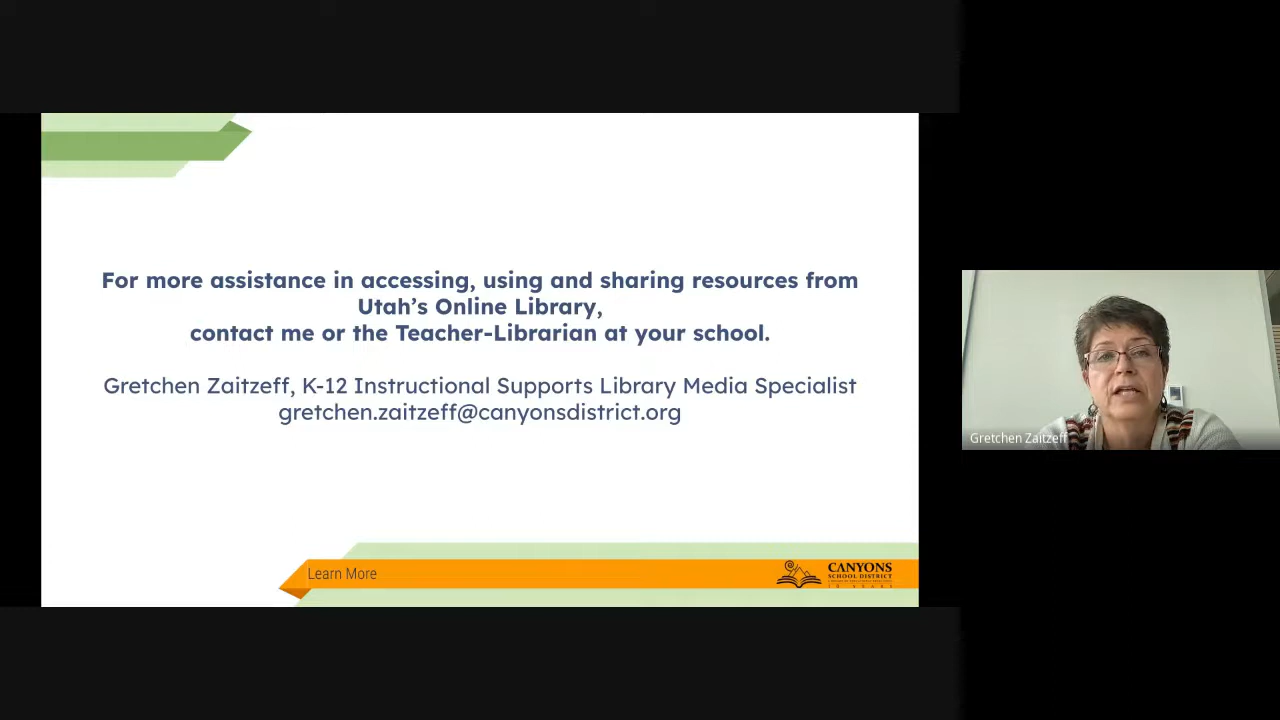 For more assistance in accessing, using and sharing resources from
Utah’s Online Library,
contact me or the Teacher-Librarian at your school.
Gretchen Zaitzeff, K-12 Instructional Supports Library Media Specialist
gretchen.zaitzeff@canyonsdistrict.org
Gretchen Zaitzeff
Learn More
CANYONS
SCHOOL DISTRICT